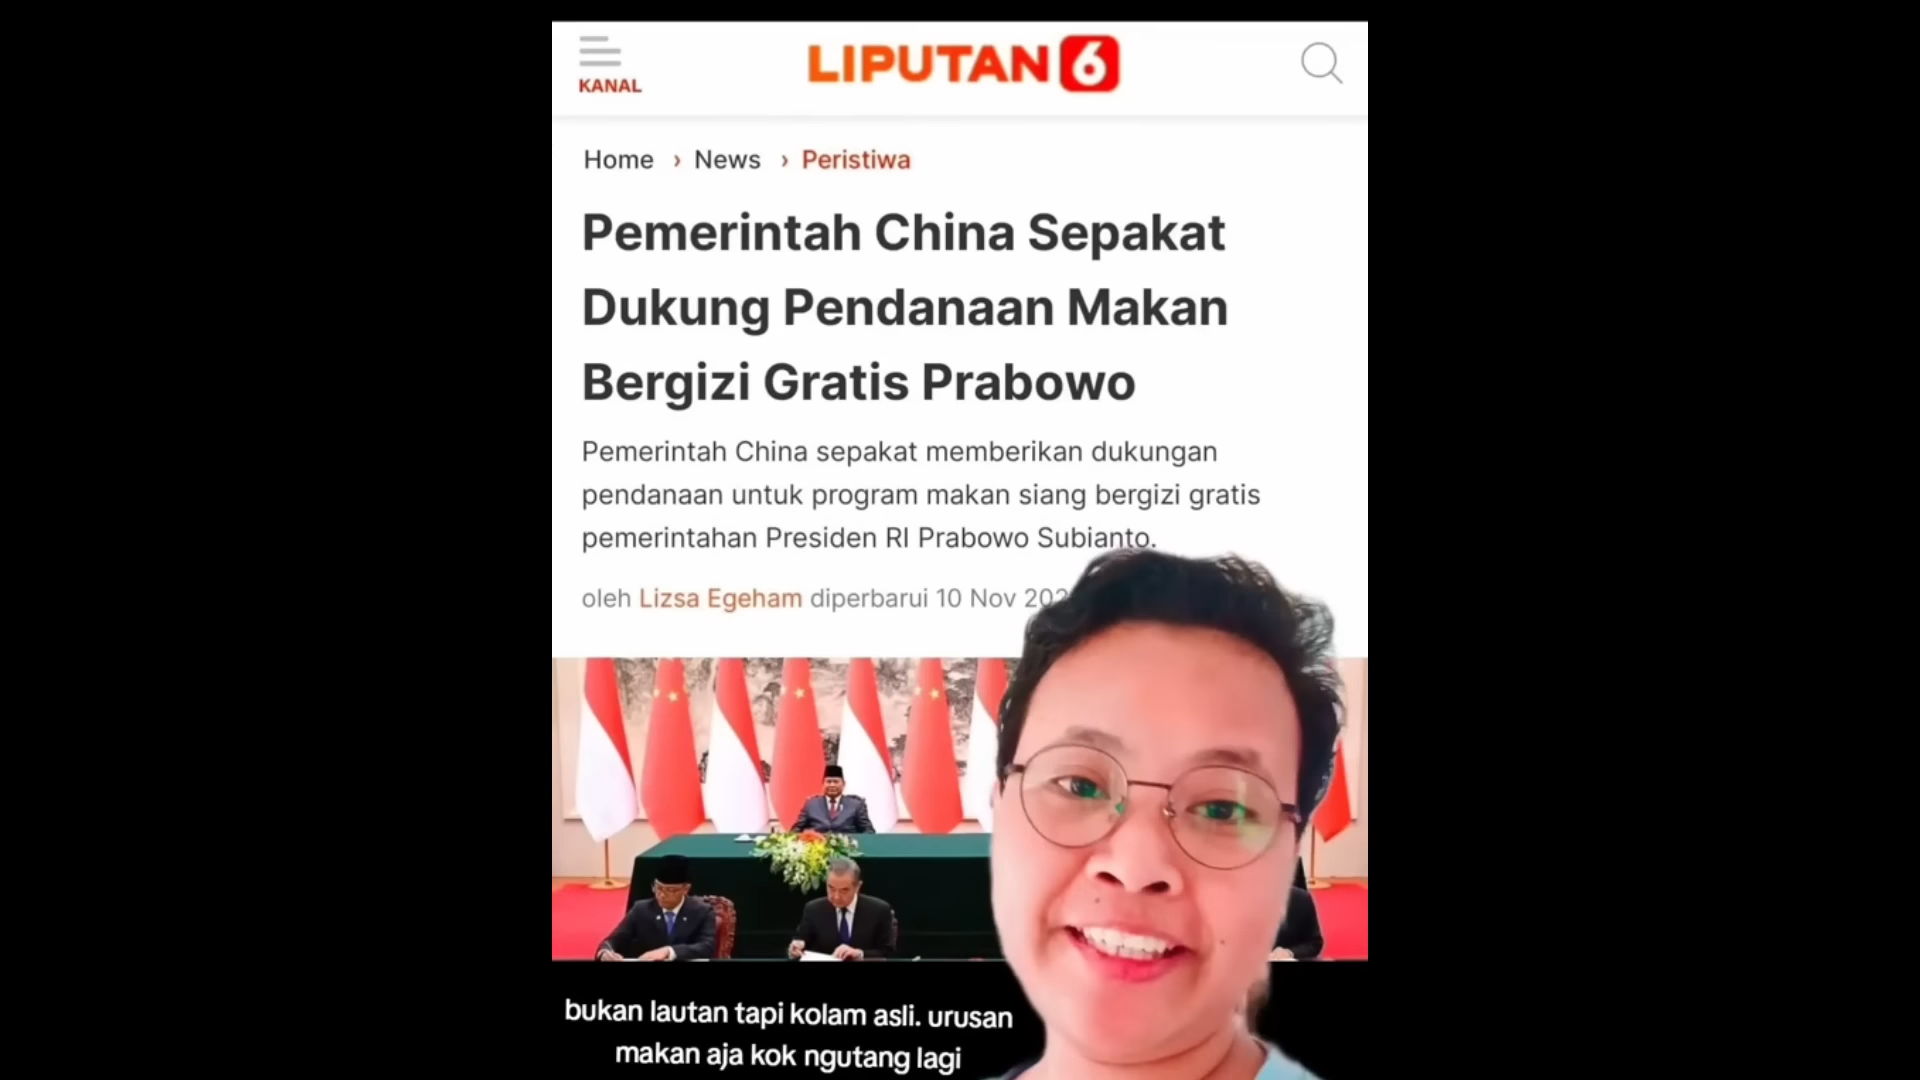 KANAL
LIPUTAN 6
Home › News › Peristiwa
Pemerintah China Sepakat
Dukung Pendanaan Makan
Bergizi Gratis Prabowo
Pemerintah China sepakat memberikan dukungan
pendanaan untuk program makan siang bergizi gratis
pemerintahan Presiden RI Prabowo Subianto.
oleh Lizsa Egeham diperbarui 10 Nov
bukan lautan tapi kolam asli. urusan
makan aja kok ngutang lagi